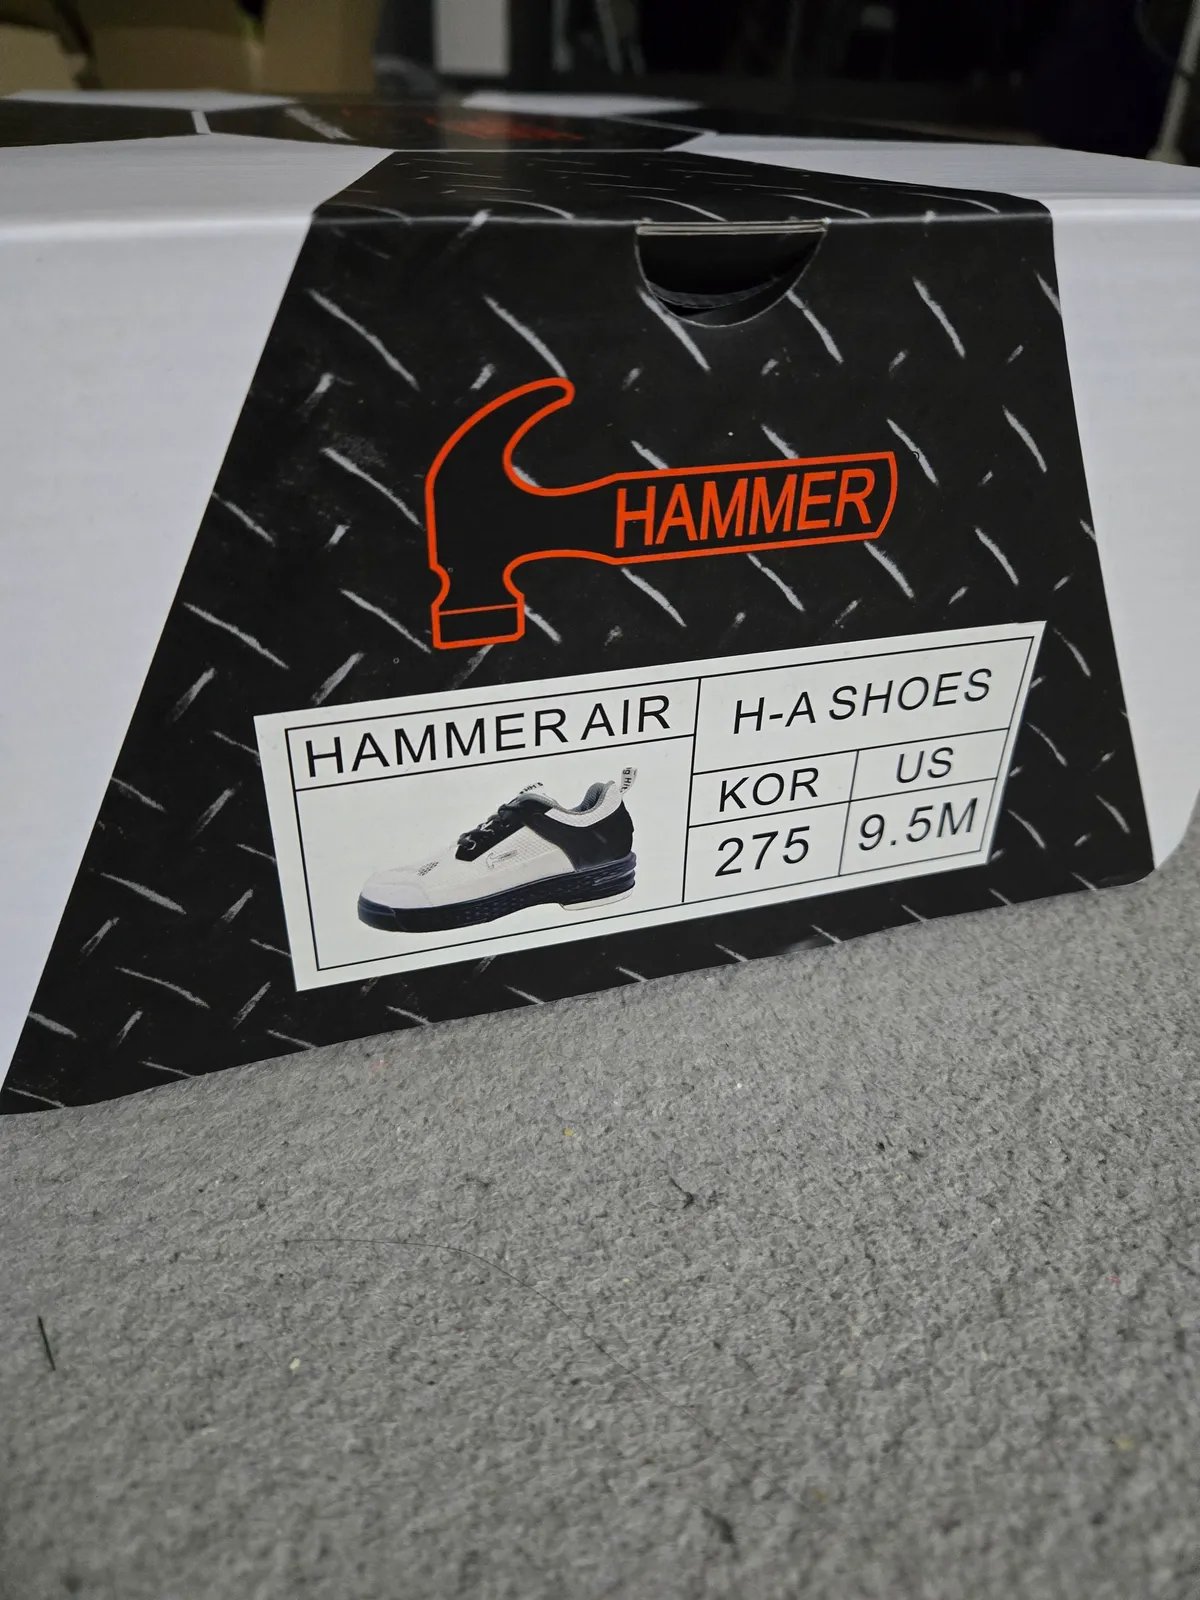 HAMMER
HAMMER AIR
H-A SHOES
KOR
US
275
9.5M